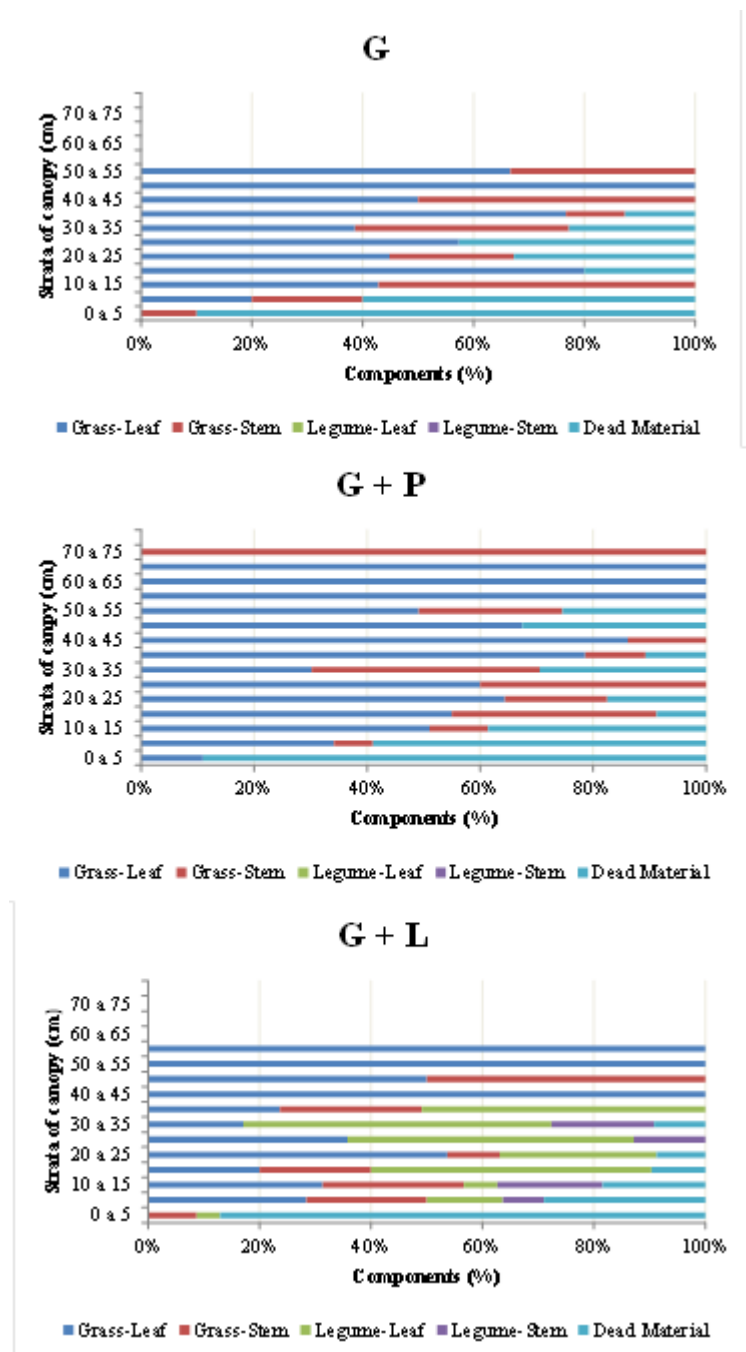 G
Strata of canopy (cm)
70 a 75
60 a 65
50 a 55
40 a 45
30 a 35
20 a 25
10 a 15
0 a 5
0% 20% 40% 60% 80% 100%
Components (%)
Grass-Leaf Grass-Stem Legume-Leaf Legume-Stem Dead Material
G + P
Strata of canpy (cm)
70 a 75
60 a 65
50 a 55
40 a 45
30 a 35
20 a 25
10 a 15
0 a 5
0% 20% 40% 60% 80% 100%
Components (%)
Grass-Leaf Grass-Stem Legume-Leaf Legume-Stem Dead Material
G + L
Strata of canopy (cm)
70 a 75
60 a 65
50 a 55
40 a 45
30 a 35
20 a 25
10 a 15
0 a 5
0% 20% 40% 60% 80% 100%
Components (%)
Grass-Leaf Grass-Stem Legume-Leaf Legume-Stem Dead Material